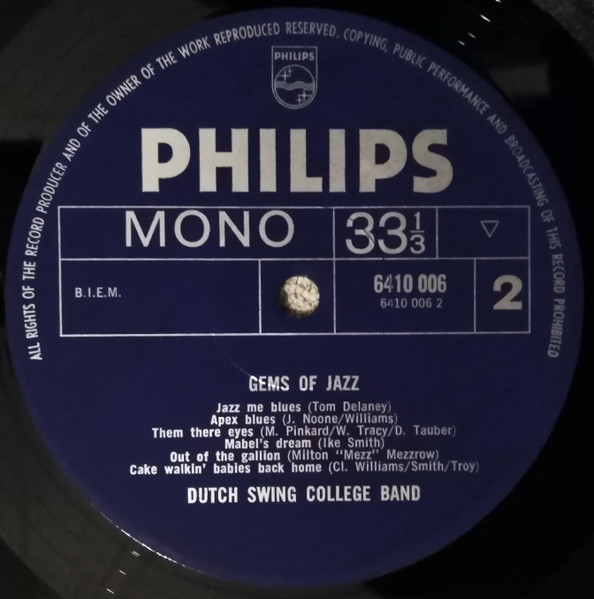 ALL RIGHTS OF THE RECORD PRODUCER AND OF THE OWNER OF THE WORK REPRODUCED RESERVED. COPYING, PUBLIC PERFORMANCE AND BROADCASTING OF THIS RECORD PROHIBITED
PHILIPS
PHILIPS
MONO 33 1/3 ▽
B.I.E.M. 6410 006 2
6410 006 2
GEMS OF JAZZ
Jazz me blues (Tom Delaney)
Apex blues (J. Noone/Williams)
Them there eyes (M. Pinkard/W. Tracy/D. Tauber)
Mabel's dream (Ike Smith)
Out of the gallion (Milton "Mezz" Mezzrow)
Cake walkin' babies back home (Cl. Williams/Smith/Troy)
DUTCH SWING COLLEGE BAND